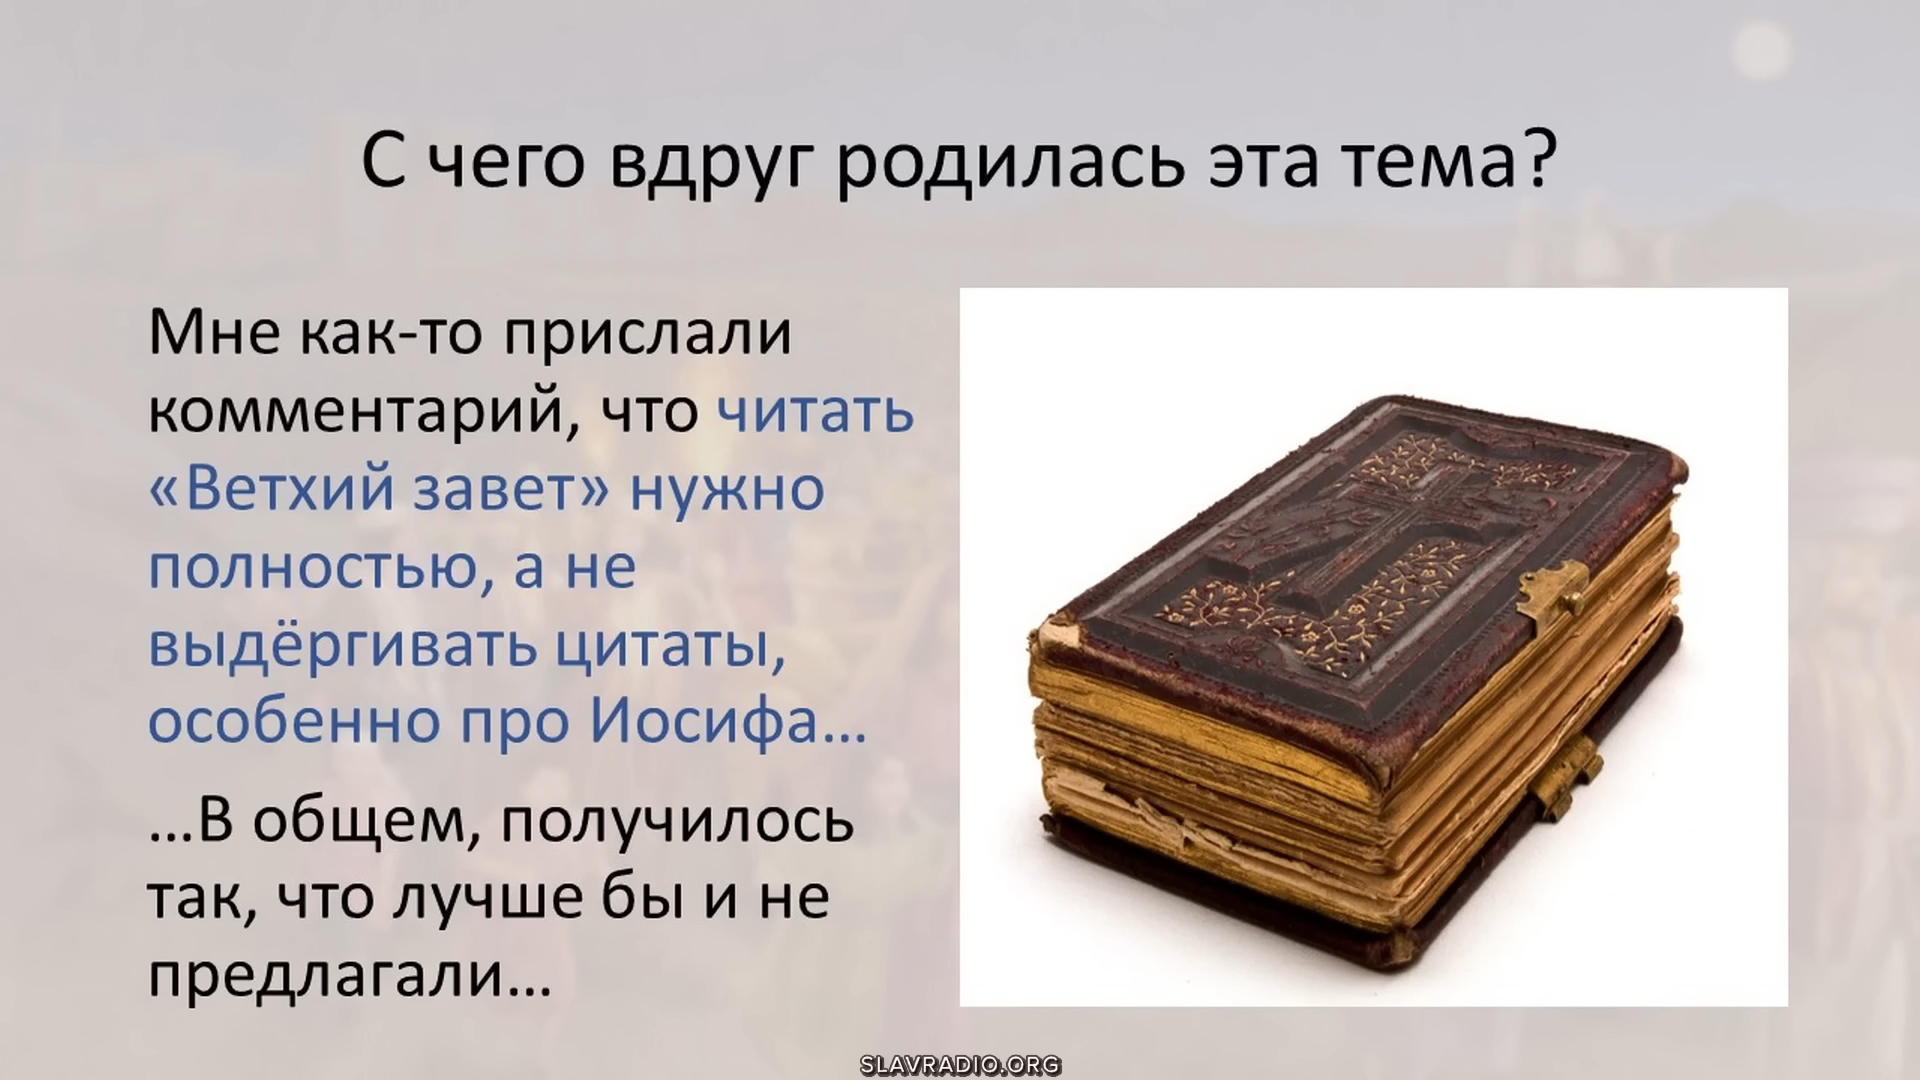 С чего вдруг родилась эта тема?
Мне как-то прислали
комментарий, что читать
«Ветхий завет» нужно
полностью, а не
выдёргивать цитаты,
особенно про Иосифа...
...В общем, получилось
так, что лучше бы и не
предлагали...
SLAVRADIO.ORG